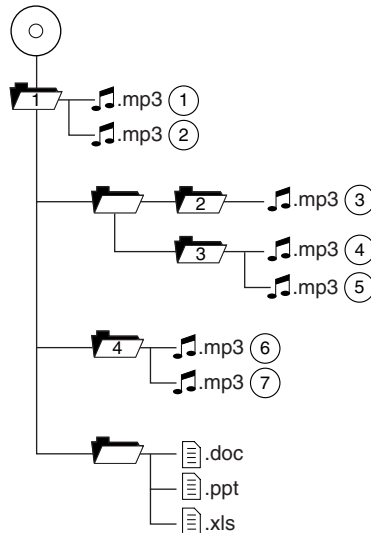 1 .mp3 1
.mp3 2
2 .mp3 3
3 .mp3 4
.mp3 5
4 .mp3 6
.mp3 7
.doc
.ppt
.xls